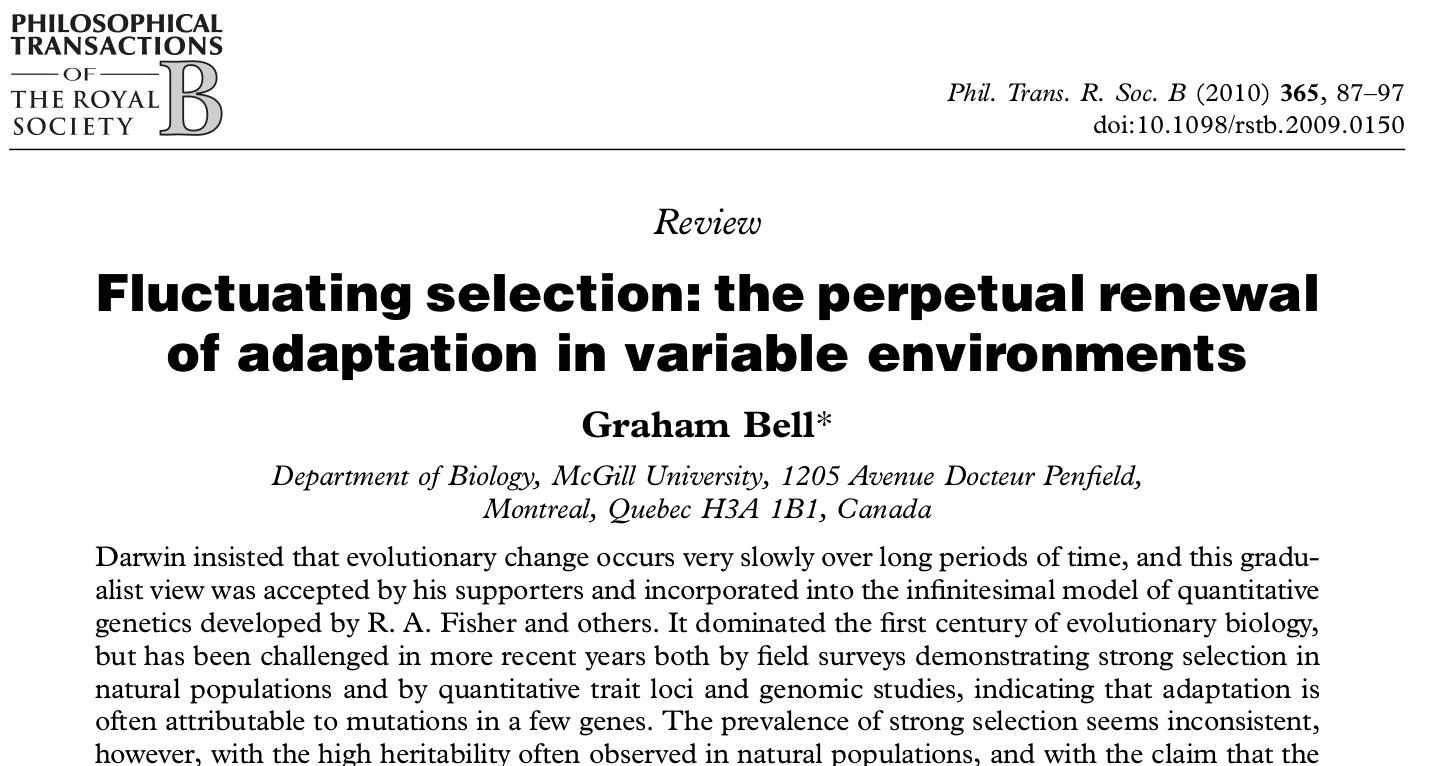 PHILOSOPHICAL
TRANSACTIONS
OF
THE ROYAL
SOCIETY B
Phil. Trans. R. Soc. B (2010) 365, 87–97
doi:10.1098/rstb.2009.0150
Review
Fluctuating selection: the perpetual renewal
of adaptation in variable environments
Graham Bell*
Department of Biology, McGill University, 1205 Avenue Docteur Penfield,
Montreal, Quebec H3A 1B1, Canada
Darwin insisted that evolutionary change occurs very slowly over long periods of time, and this gradu-
alist view was accepted by his supporters and incorporated into the infinitesimal model of quantitative
genetics developed by R. A. Fisher and others. It dominated the first century of evolutionary biology,
but has been challenged in more recent years both by field surveys demonstrating strong selection in
natural populations and by quantitative trait loci and genomic studies, indicating that adaptation is
often attributable to mutations in a few genes. The prevalence of strong selection seems inconsistent,
however, with the high heritability often observed in natural populations, and with the claim that the